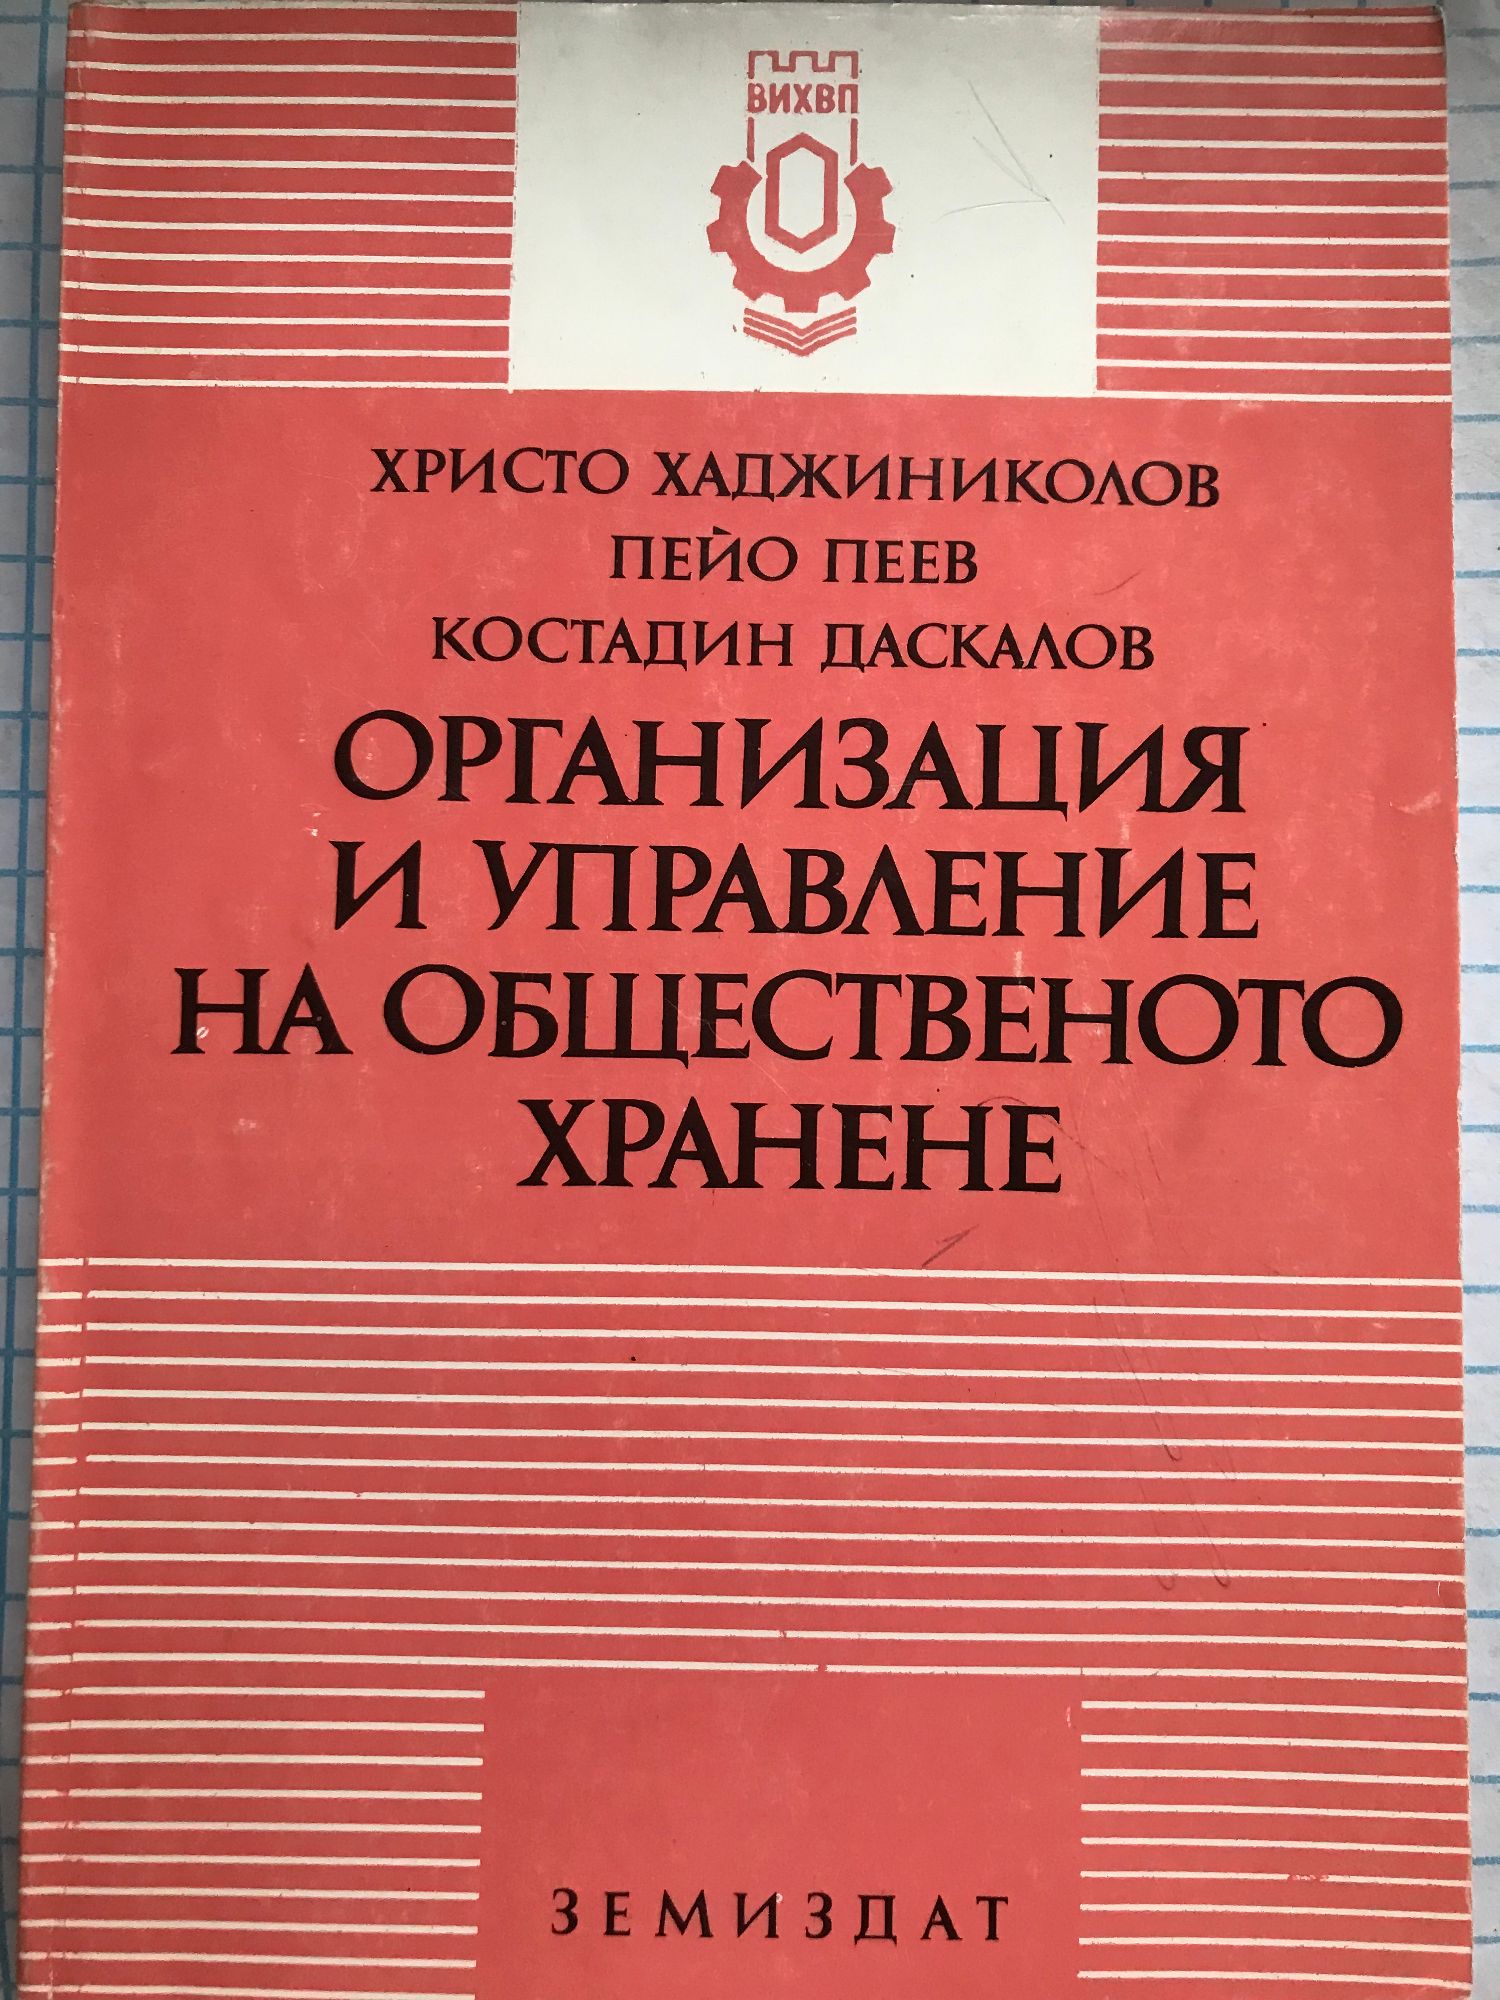 ВИХВП
ХРИСТО ХАДЖИНИКОЛОВ
ПЕЙО ПЕЕВ
КОСТАДИН ДАСКАЛОВ
ОРГАНИЗАЦИЯ
И УПРАВЛЕНИЕ
НА ОБЩЕСТВЕНОТО
ХРАНЕНЕ
ЗЕМИЗДАТ